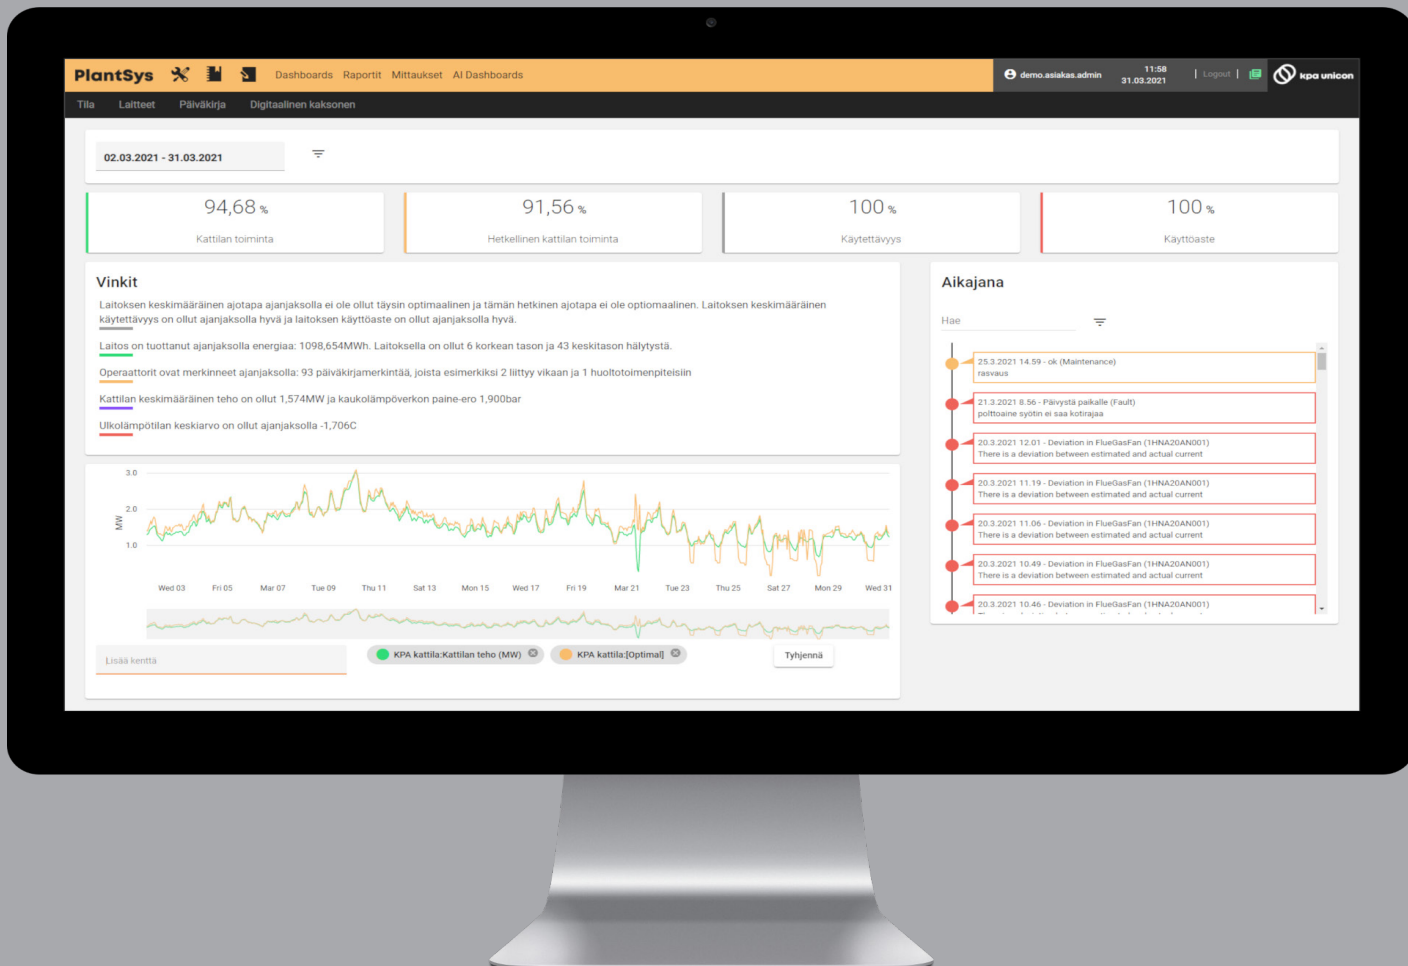 PlantSys
Dashboards Raportit Mittaukset AI Dashboards
demo.asiakas.admin
11:58
31.03.2021
| Logout |
kpa unicon
Tila Laitteet Päiväkirja Digitaalinen kaksonen
02.03.2021 - 31.03.2021
94,68 %
Kattilan toiminta
91,56 %
Hetkellinen kattilan toiminta
100 %
Käytettävyys
100 %
Käyttöaste
Vinkit
Laitoksen keskimääräinen ajotapa ajanjaksolla ei ole ollut täysin optimaalinen ja tämän hetkinen ajotapa ei ole optiomaalinen. Laitoksen keskimääräinen
käytettävyys on ollut ajanjaksolla hyvä ja laitoksen käyttöaste on ollut ajanjaksolla hyvä.
Laitos on tuottanut ajanjaksolla energiaa: 1098,654MWh. Laitoksella on ollut 6 korkean tason ja 43 keskitason hälytystä.
Operaattorit ovat merkinneet ajanjaksolla: 93 päiväkirjamerkintää, joista esimerkiksi 2 liittyy vikaan ja 1 huoltotoimenpiteisiin
Kattilan keskimääräinen teho on ollut 1,574MW ja kaukolämpöverkon paine-ero 1,900bar
Ulkolämpötilan keskiarvo on ollut ajanjaksolla -1,706C
3.0
2.0
1.0
MW
Wed 03 Fri 05 Mar 07 Tue 09 Thu 11 Sat 13 Mon 15 Wed 17 Fri 19 Mar 21 Tue 23 Thu 25 Sat 27 Mon 29 Wed 31
Lisää kenttä
KPA kattila:Kattilan teho (MW)
KPA kattila:[Optimal]
Tyhjennä
Aikajana
Hae
25.3.2021 14.59 - ok (Maintenance)
rasvaus
21.3.2021 8.56 - Päivystä paikalle (Fault)
polttoaine syötin ei saa kotirajaa
20.3.2021 12.01 - Deviation in FlueGasFan (1HNA20AN001)
There is a deviation between estimated and actual current
20.3.2021 11.19 - Deviation in FlueGasFan (1HNA20AN001)
There is a deviation between estimated and actual current
20.3.2021 11.06 - Deviation in FlueGasFan (1HNA20AN001)
There is a deviation between estimated and actual current
20.3.2021 10.49 - Deviation in FlueGasFan (1HNA20AN001)
There is a deviation between estimated and actual current
20.3.2021 10.46 - Deviation in FlueGasFan (1HNA20AN001)